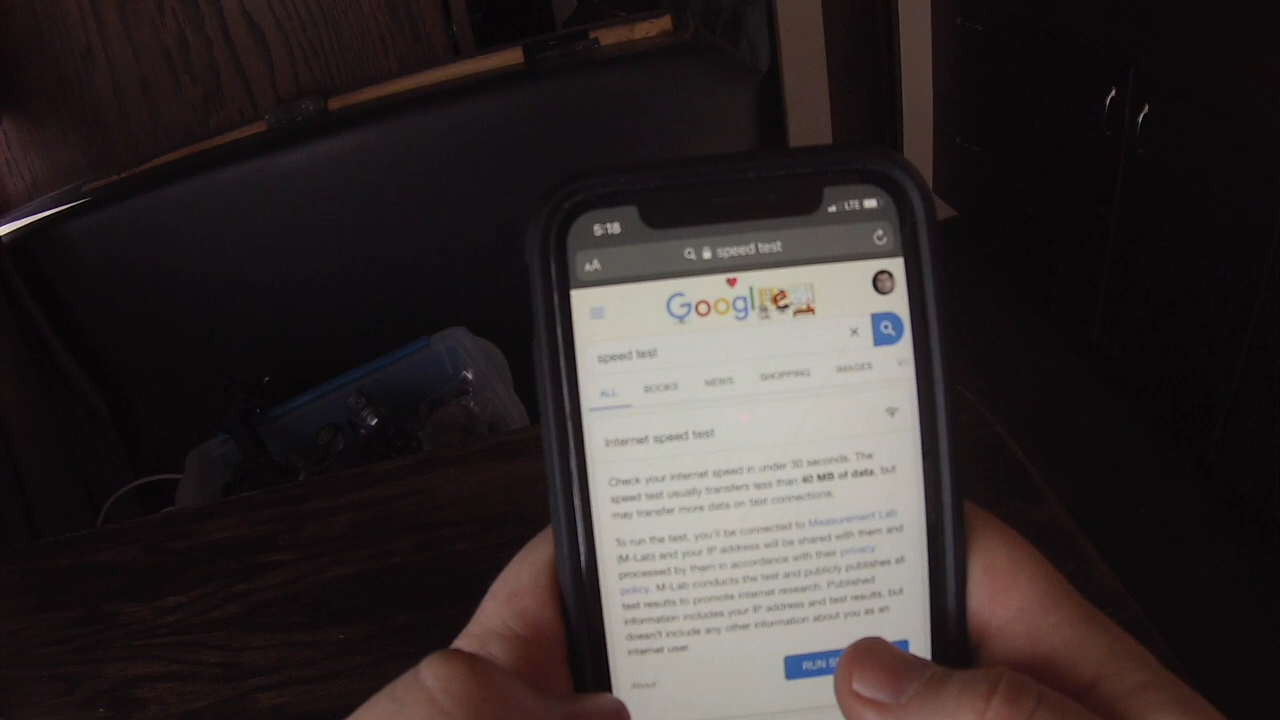 5:18
LTE
AA
speed test
Google
speed test
ALL BOOKS NEWS SHOPPING IMAGES
Internet speed test
Check your internet speed in under 30 seconds. The
speed test usually transfers less than 40 MB of data, but
may transfer more data on fast connections.
To run the test, you'll be connected to Measurement Lab
(M-Lab) and your IP address will be shared with them and
processed by them in accordance with their privacy
policy. M-Lab conducts the test and publicly publishes all
test results to promote internet research. Published
information includes your IP address and test results, but
doesn't include any other information about you as an
internet user.
RUN
About